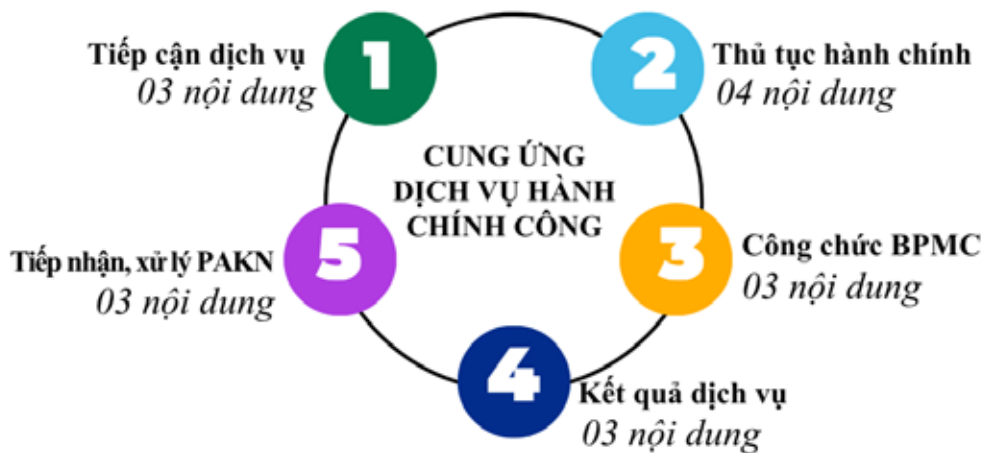 1
Tiếp cận dịch vụ
03 nội dung
2
Thủ tục hành chính
04 nội dung
CUNG ỨNG
DỊCH VỤ HÀNH
CHÍNH CÔNG
3
Công chức BPMC
03 nội dung
4
Kết quả dịch vụ
03 nội dung
5
Tiếp nhận, xử lý PAKN
03 nội dung